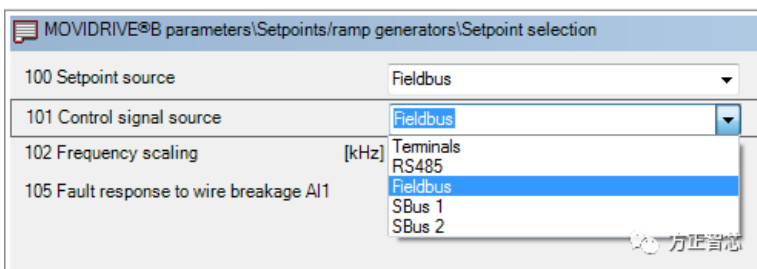 MOVIDRIVE®B parameters\Setpoints/ramp generators\Setpoint selection
100 Setpoint source Fieldbus
101 Control signal source Fieldbus
102 Frequency scaling [kHz] Terminals
RS485
105 Fault response to wire breakage AI1 Fieldbus
SBus 1
SBus 2
方正智芯